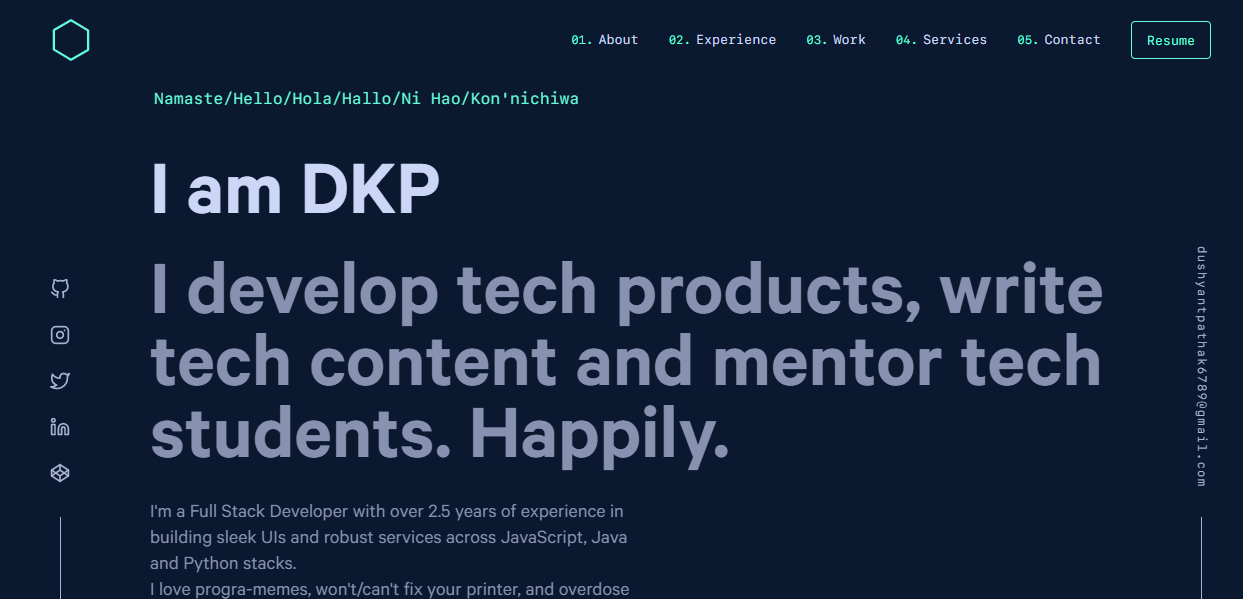 01. About 02. Experience 03. Work 04. Services 05. Contact Resume
Namaste/Hello/Hola/Hallo/Ni Hao/Kon'nichiwa
I am DKP
I develop tech products, write
tech content and mentor tech
students. Happily.
I'm a Full Stack Developer with over 2.5 years of experience in
building sleek UIs and robust services across JavaScript, Java
and Python stacks.
I love progra-memes, won't/can't fix your printer, and overdose
dushyantpathak6789@gmail.com